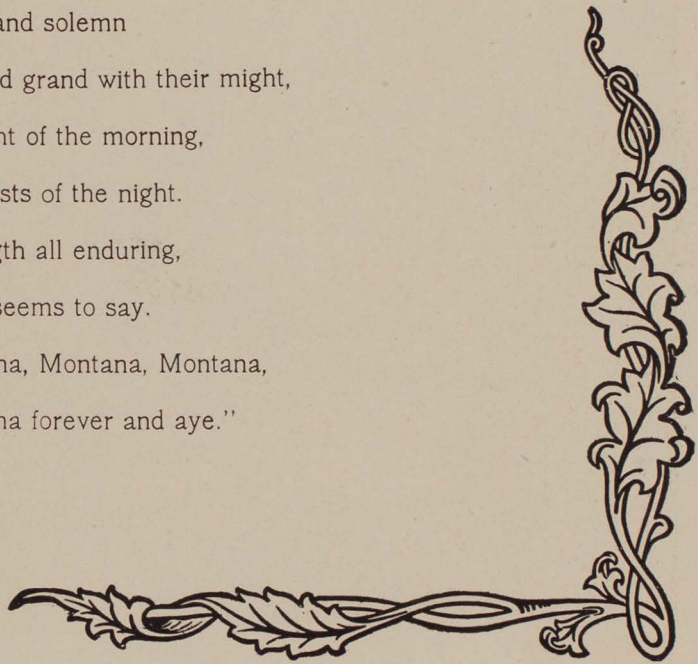 and solemn
d grand with their might,
nt of the morning,
sts of the night.
gth all enduring,
seems to say.
na, Montana, Montana,
na forever and aye."